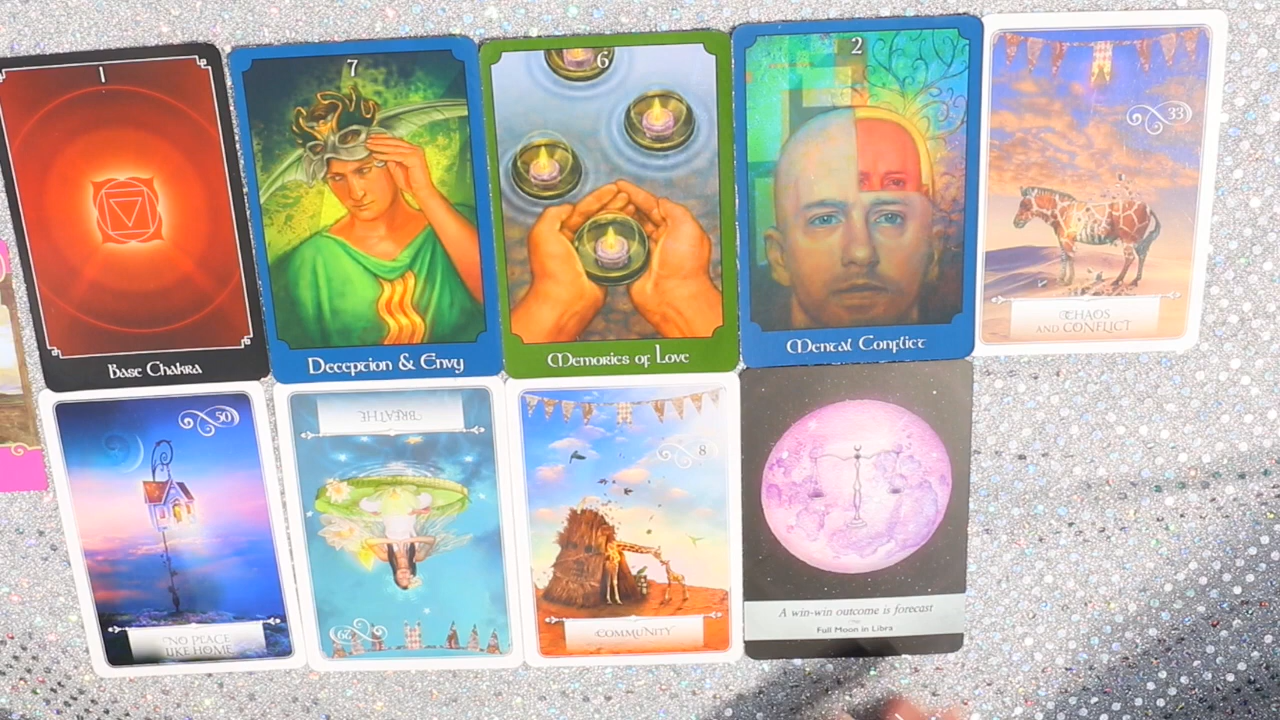 1
Base Chakra
7
Deception & Envy
6
Memories of Love
2
Mental Conflict
33
CHAOS
AND CONFLICT
50
NO PEACE
LIKE HOME
BREATHE
29
8
COMMUNITY
A win-win outcome is forecast
Full Moon in Libra